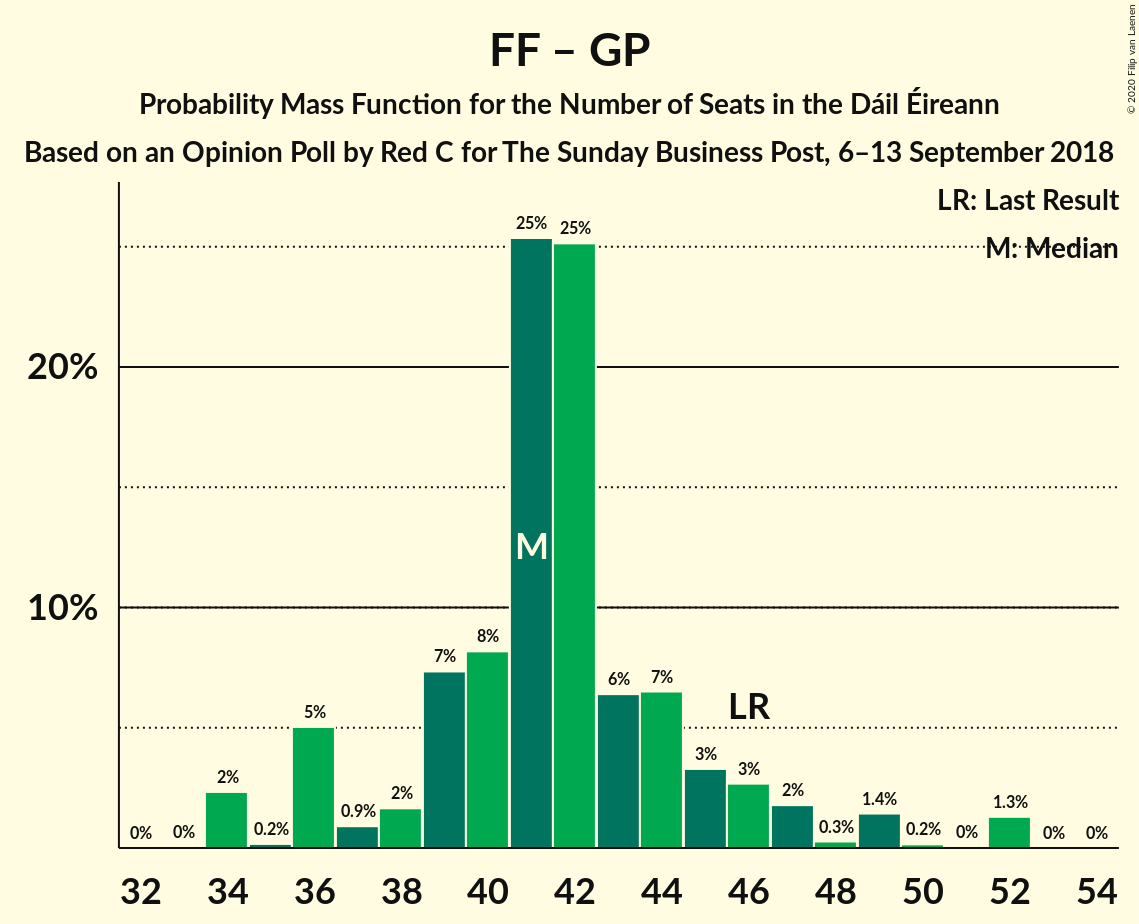 FF – GP
Probability Mass Function for the Number of Seats in the Dáil Éireann
Based on an Opinion Poll by Red C for The Sunday Business Post, 6–13 September 2018
© 2020 Filip van Laenen
LR: Last Result
M: Median
25% 25%
20%
M
10%
8%
7%
7%
6%
LR
5%
3%
3%
2%
2%
2%
1.4%
1.3%
0.9%
0% 0% 0.2% 0.3% 0.2% 0% 0% 0%
32 34 36 38 40 42 44 46 48 50 52 54